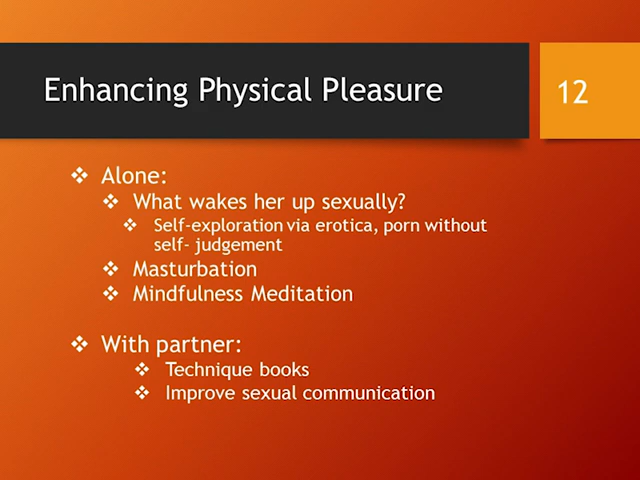 Enhancing Physical Pleasure
12
❖ Alone:
❖ What wakes her up sexually?
❖ Self-exploration via erotica, porn without
self- judgement
❖ Masturbation
❖ Mindfulness Meditation
❖ With partner:
❖ Technique books
❖ Improve sexual communication